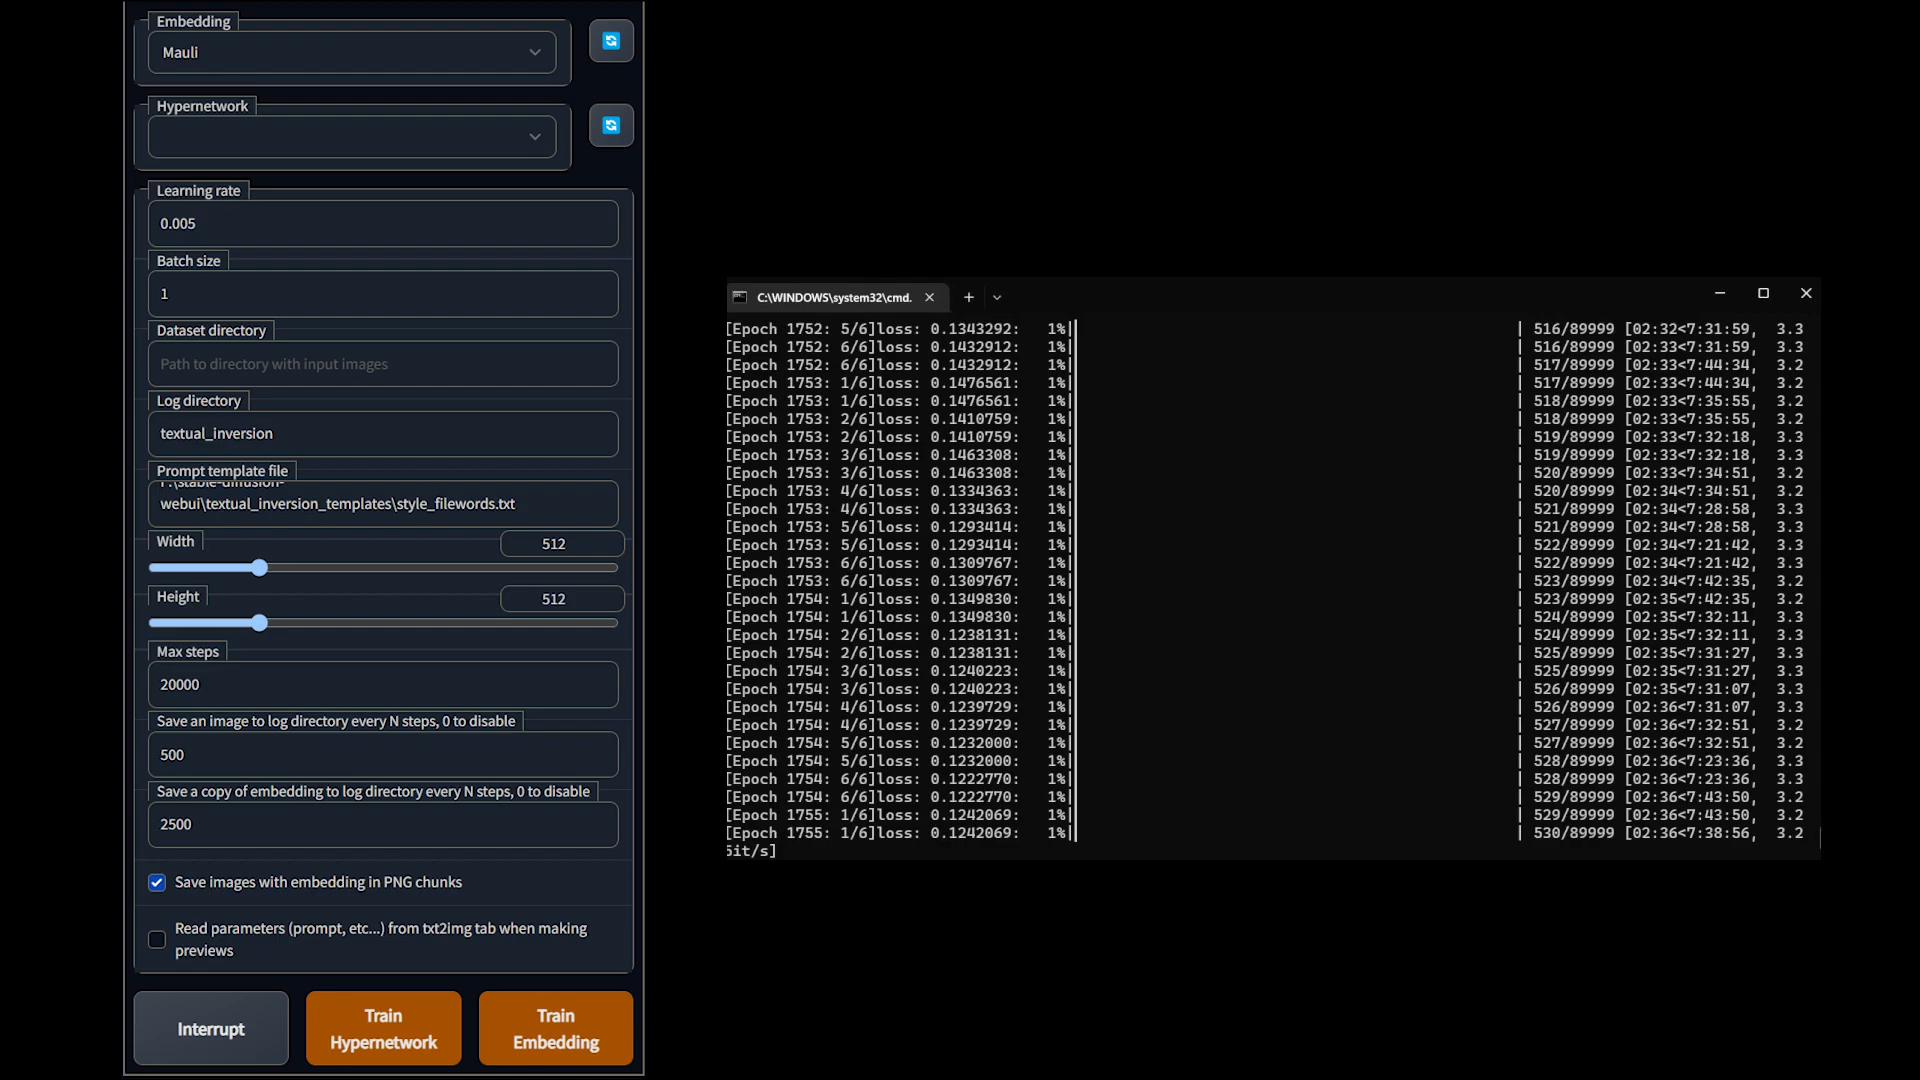 Embedding
Mauli
Hypernetwork
Learning rate
0.005
Batch size
1
Dataset directory
Path to directory with input images
Log directory
textual_inversion
Prompt template file
F:\stable-diffusion-
webui\textual_inversion_templates\style_filewords.txt
Width
512
Height
512
Max steps
20000
Save an image to log directory every N steps, 0 to disable
500
Save a copy of embedding to log directory every N steps, 0 to disable
2500
Save images with embedding in PNG chunks
Read parameters (prompt, etc...) from txt2img tab when making
previews
Interrupt
Train
Hypernetwork
Train
Embedding
C:\WINDOWS\system32\cmd.
[Epoch 1752: 5/6]loss: 0.1343292:   1%| | 516/89999 [02:32<7:31:59,  3.3
[Epoch 1752: 6/6]loss: 0.1432912:   1%| | 516/89999 [02:33<7:31:59,  3.3
[Epoch 1752: 6/6]loss: 0.1432912:   1%| | 517/89999 [02:33<7:44:34,  3.2
[Epoch 1753: 1/6]loss: 0.1476561:   1%| | 517/89999 [02:33<7:44:34,  3.2
[Epoch 1753: 1/6]loss: 0.1476561:   1%| | 518/89999 [02:33<7:35:55,  3.2
[Epoch 1753: 2/6]loss: 0.1410759:   1%| | 518/89999 [02:33<7:35:55,  3.2
[Epoch 1753: 2/6]loss: 0.1410759:   1%| | 519/89999 [02:33<7:32:18,  3.3
[Epoch 1753: 3/6]loss: 0.1463308:   1%| | 519/89999 [02:33<7:32:18,  3.3
[Epoch 1753: 3/6]loss: 0.1463308:   1%| | 520/89999 [02:33<7:34:51,  3.2
[Epoch 1753: 4/6]loss: 0.1334363:   1%| | 520/89999 [02:34<7:34:51,  3.2
[Epoch 1753: 4/6]loss: 0.1334363:   1%| | 521/89999 [02:34<7:28:58,  3.3
[Epoch 1753: 5/6]loss: 0.1293414:   1%| | 521/89999 [02:34<7:28:58,  3.3
[Epoch 1753: 5/6]loss: 0.1293414:   1%| | 522/89999 [02:34<7:21:42,  3.3
[Epoch 1753: 6/6]loss: 0.1309767:   1%| | 522/89999 [02:34<7:21:42,  3.3
[Epoch 1753: 6/6]loss: 0.1309767:   1%| | 523/89999 [02:34<7:42:35,  3.2
[Epoch 1754: 1/6]loss: 0.1349830:   1%| | 523/89999 [02:35<7:42:35,  3.2
[Epoch 1754: 1/6]loss: 0.1349830:   1%| | 524/89999 [02:35<7:32:11,  3.3
[Epoch 1754: 2/6]loss: 0.1238131:   1%| | 524/89999 [02:35<7:32:11,  3.3
[Epoch 1754: 2/6]loss: 0.1238131:   1%| | 525/89999 [02:35<7:31:27,  3.3
[Epoch 1754: 3/6]loss: 0.1240223:   1%| | 525/89999 [02:35<7:31:27,  3.3
[Epoch 1754: 3/6]loss: 0.1240223:   1%| | 526/89999 [02:35<7:31:07,  3.3
[Epoch 1754: 4/6]loss: 0.1239729:   1%| | 526/89999 [02:36<7:31:07,  3.3
[Epoch 1754: 4/6]loss: 0.1239729:   1%| | 527/89999 [02:36<7:32:51,  3.2
[Epoch 1754: 5/6]loss: 0.1232000:   1%| | 527/89999 [02:36<7:32:51,  3.2
[Epoch 1754: 5/6]loss: 0.1232000:   1%| | 528/89999 [02:36<7:23:36,  3.3
[Epoch 1754: 6/6]loss: 0.1222770:   1%| | 528/89999 [02:36<7:23:36,  3.3
[Epoch 1754: 6/6]loss: 0.1222770:   1%| | 529/89999 [02:36<7:43:50,  3.2
[Epoch 1755: 1/6]loss: 0.1242069:   1%| | 529/89999 [02:36<7:43:50,  3.2
[Epoch 1755: 1/6]loss: 0.1242069:   1%| | 530/89999 [02:36<7:38:56,  3.2
5it/s]